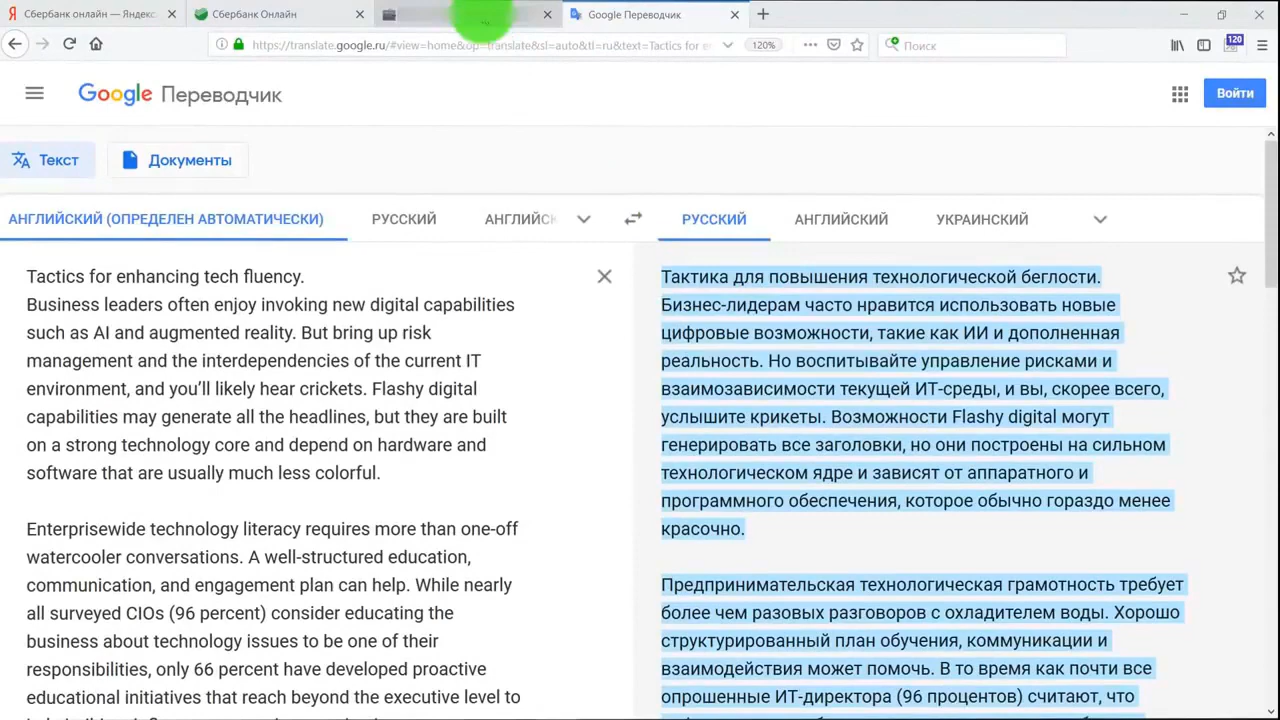 Сбербанк онлайн — Яндекс
Сбербанк Онлайн
Google Переводчик
https://translate.google.ru/#view=home&op=translate&sl=auto&tl=ru&text=Tactics for e
120%
Поиск
120
Google Переводчик
Войти
Текст
Документы
АНГЛИЙСКИЙ (ОПРЕДЕЛЕН АВТОМАТИЧЕСКИ)
РУССКИЙ
АНГЛИЙСК
РУССКИЙ
АНГЛИЙСКИЙ
УКРАИНСКИЙ
Tactics for enhancing tech fluency.
Business leaders often enjoy invoking new digital capabilities
such as AI and augmented reality. But bring up risk
management and the interdependencies of the current IT
environment, and you’ll likely hear crickets. Flashy digital
capabilities may generate all the headlines, but they are built
on a strong technology core and depend on hardware and
software that are usually much less colorful.
Enterprisewide technology literacy requires more than one-off
watercooler conversations. A well-structured education,
communication, and engagement plan can help. While nearly
all surveyed CIOs (96 percent) consider educating the
business about technology issues to be one of their
responsibilities, only 66 percent have developed proactive
educational initiatives that reach beyond the executive level to
Тактика для повышения технологической беглости.
Бизнес-лидерам часто нравится использовать новые
цифровые возможности, такие как ИИ и дополненная
реальность. Но воспитывайте управление рисками и
взаимозависимости текущей ИТ-среды, и вы, скорее всего,
услышите крикеты. Возможности Flashy digital могут
генерировать все заголовки, но они построены на сильном
технологическом ядре и зависят от аппаратного и
программного обеспечения, которое обычно гораздо менее
красочно.
Предпринимательская технологическая грамотность требует
более чем разовых разговоров с охладителем воды. Хорошо
структурированный план обучения, коммуникации и
взаимодействия может помочь. В то время как почти все
опрошенные ИТ-директора (96 процентов) считают, что